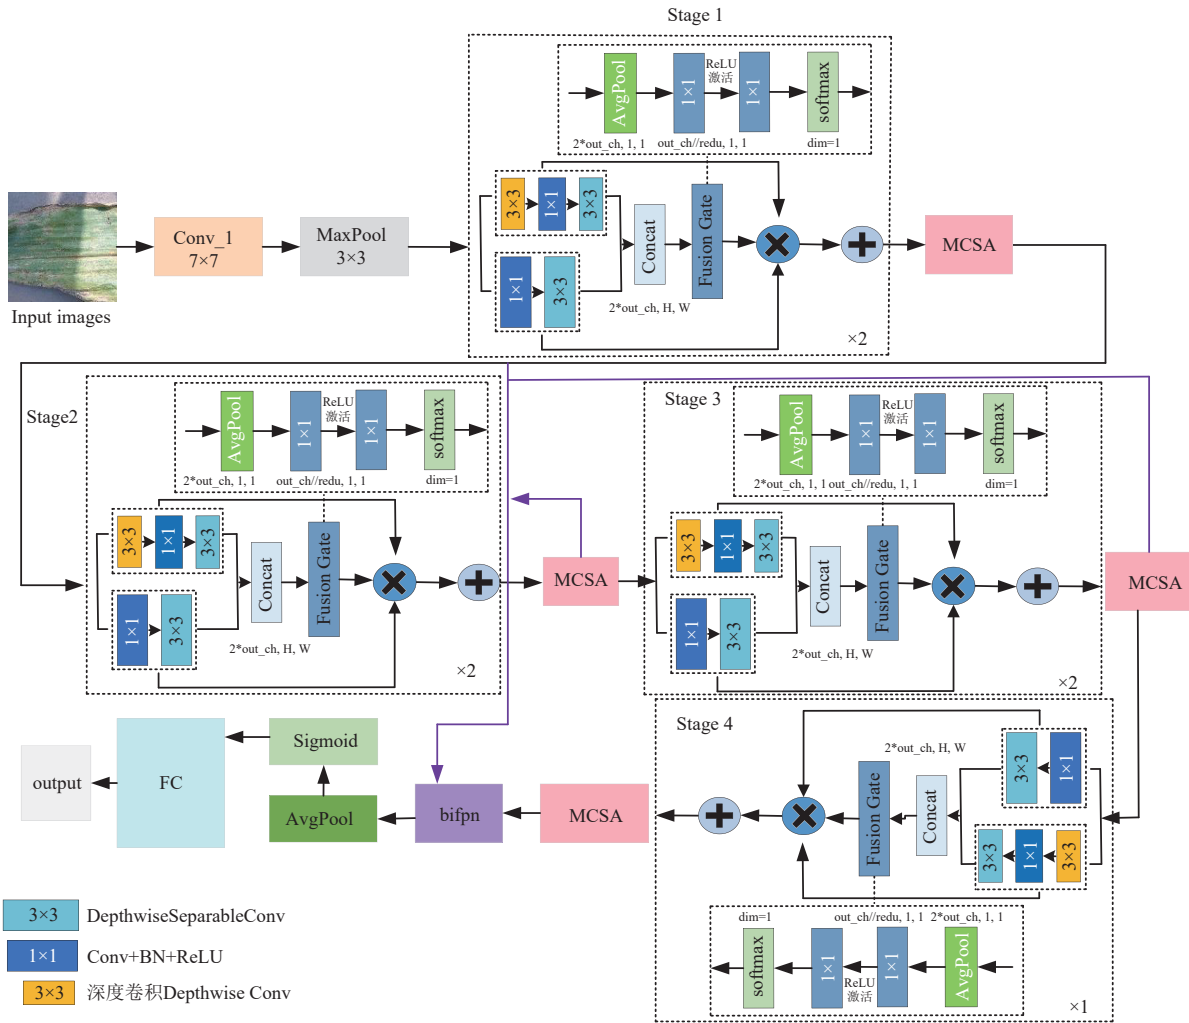 Stage 1
AvgPool
1×1
ReLU
激活
1×1
softmax
2*out_ch, 1, 1
out_ch//redu, 1, 1
dim=1
3×3
1×1
3×3
1×1
3×3
Concat
Fusion Gate
2*out_ch, H, W
×2
MCSA
Input images
Conv_1
7×7
MaxPool
3×3
Stage2
AvgPool
1×1
ReLU
激活
1×1
softmax
2*out_ch, 1, 1
out_ch//redu, 1, 1
dim=1
3×3
1×1
3×3
1×1
3×3
Concat
Fusion Gate
2*out_ch, H, W
×2
MCSA
Stage 3
AvgPool
1×1
ReLU
激活
1×1
softmax
2*out_ch, 1, 1
out_ch//redu, 1, 1
dim=1
3×3
1×1
3×3
1×1
3×3
Concat
Fusion Gate
2*out_ch, H, W
×2
MCSA
Stage 4
2*out_ch, H, W
3×3
1×1
3×3
1×1
3×3
Concat
Fusion Gate
dim=1
out_ch//redu, 1, 1
2*out_ch, 1, 1
softmax
1×1
ReLU
激活
1×1
AvgPool
×1
MCSA
bifpn
AvgPool
Sigmoid
FC
output
3×3 DepthwiseSeparableConv
1×1 Conv+BN+ReLU
3×3 深度卷积Depthwise Conv